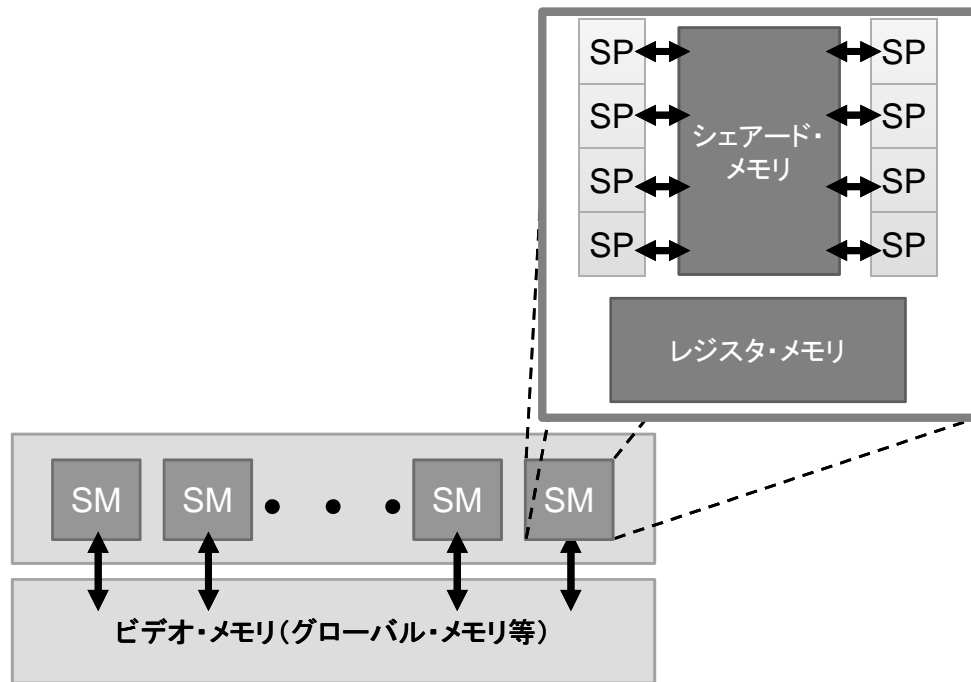 SP SP
SP SP
シェアード・
メモリ
SP SP
SP SP
レジスタ・メモリ
SM SM ・・・ SM SM
ビデオ・メモリ(グローバル・メモリ等)